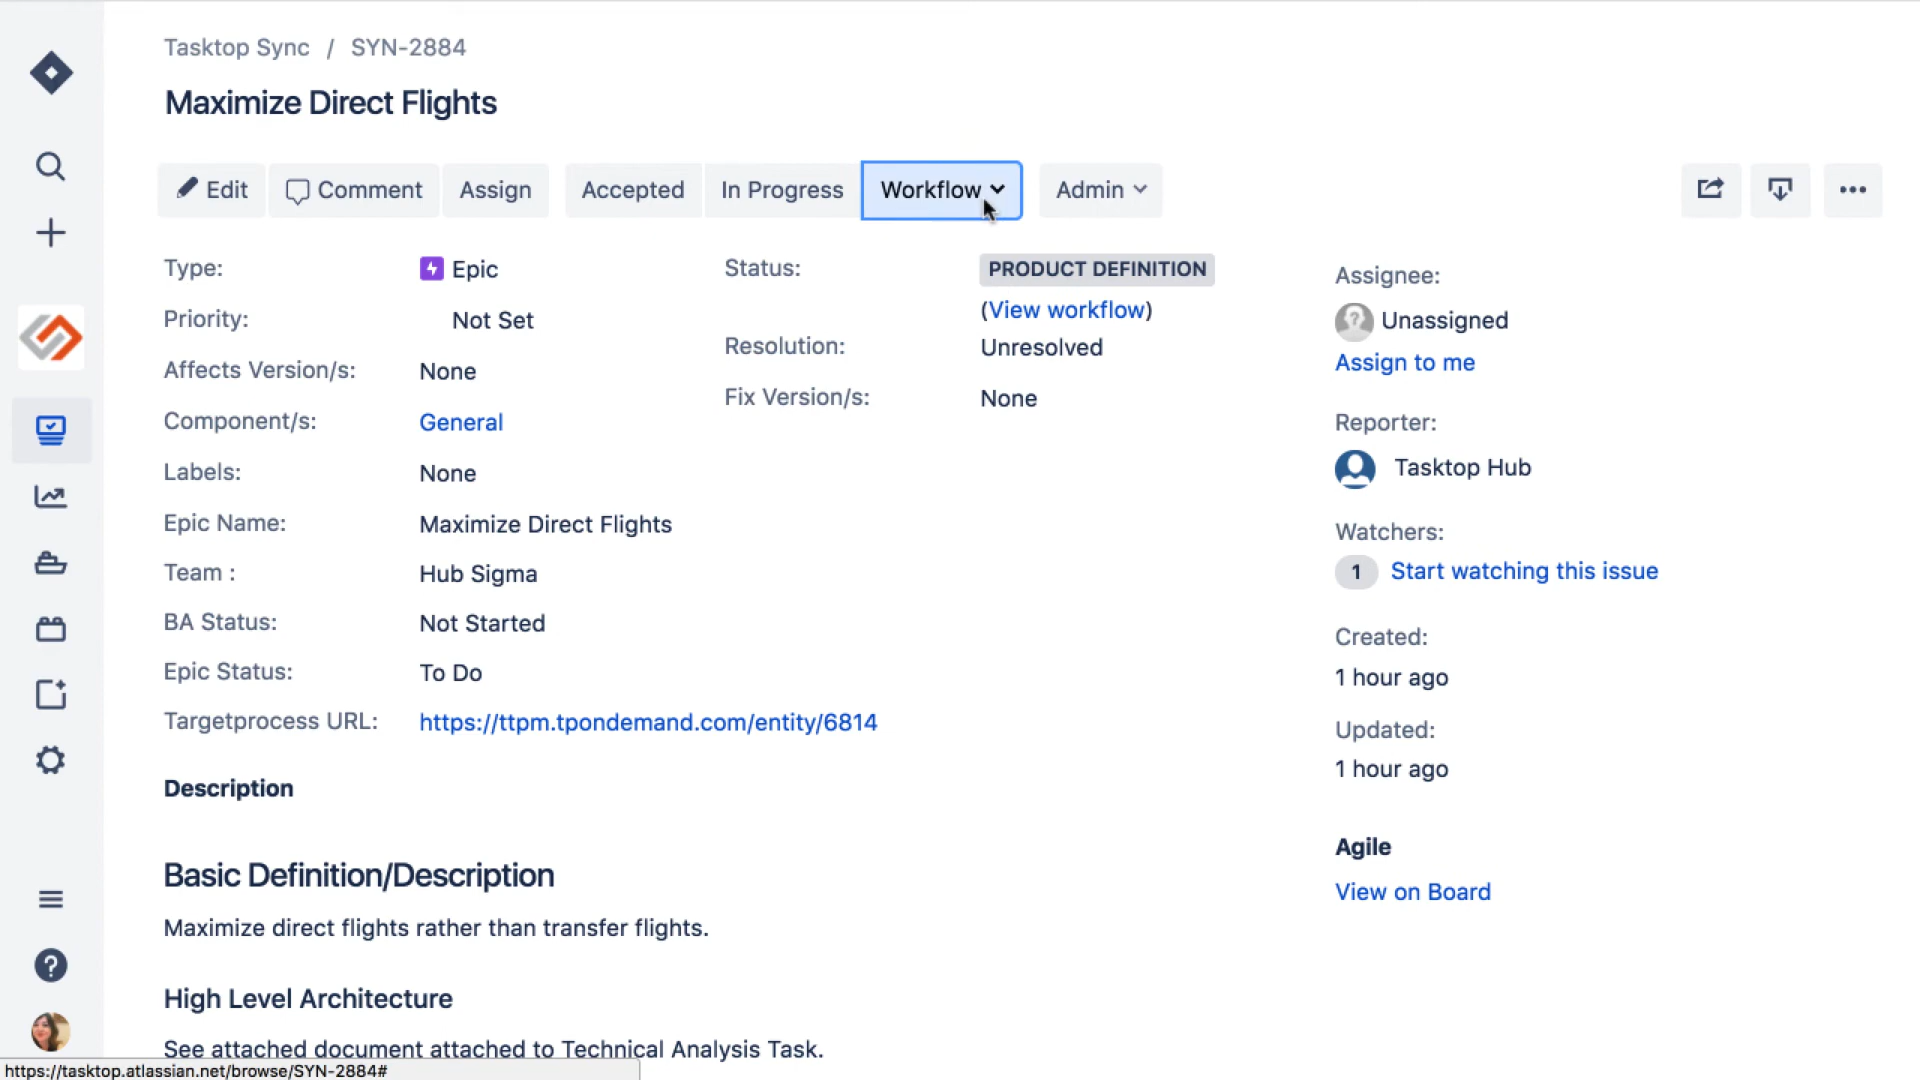 Tasktop Sync / SYN-2884
Maximize Direct Flights
Edit Comment Assign Accepted In Progress Workflow Admin
Type: Epic
Priority: Not Set
Affects Version/s: None
Component/s: General
Labels: None
Epic Name: Maximize Direct Flights
Team : Hub Sigma
BA Status: Not Started
Epic Status: To Do
Targetprocess URL: https://ttpm.tpondemand.com/entity/6814
Status: PRODUCT DEFINITION
(View workflow)
Resolution: Unresolved
Fix Version/s: None
Assignee:
Unassigned
Assign to me
Reporter:
Tasktop Hub
Watchers:
1 Start watching this issue
Created:
1 hour ago
Updated:
1 hour ago
Agile
View on Board
Description
Basic Definition/Description
Maximize direct flights rather than transfer flights.
High Level Architecture
See attached document attached to Technical Analysis Task.
https://tasktop.atlassian.net/browse/SYN-2884#